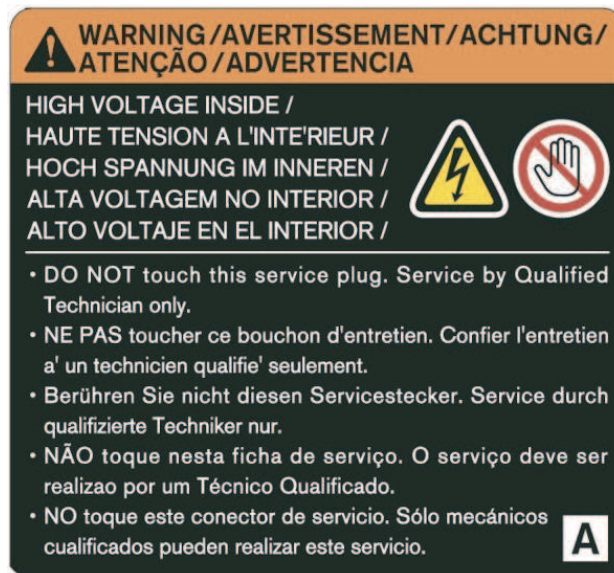 WARNING/AVERTISSEMENT/ACHTUNG/
ATENÇÃO/ADVERTENCIA
HIGH VOLTAGE INSIDE /
HAUTE TENSION A L'INTE'RIEUR /
HOCH SPANNUNG IM INNEREN /
ALTA VOLTAGEM NO INTERIOR /
ALTO VOLTAJE EN EL INTERIOR /
• DO NOT touch this service plug. Service by Qualified
Technician only.
• NE PAS toucher ce bouchon d'entretien. Confier l'entretien
a' un technicien qualifie' seulement.
• Berühren Sie nicht diesen Servicestecker. Service durch
qualifizierte Techniker nur.
• NÃO toque nesta ficha de serviço. O serviço deve ser
realizao por um Técnico Qualificado.
• NO toque este conector de servicio. Sólo mecánicos
cualificados pueden realizar este servicio.
A